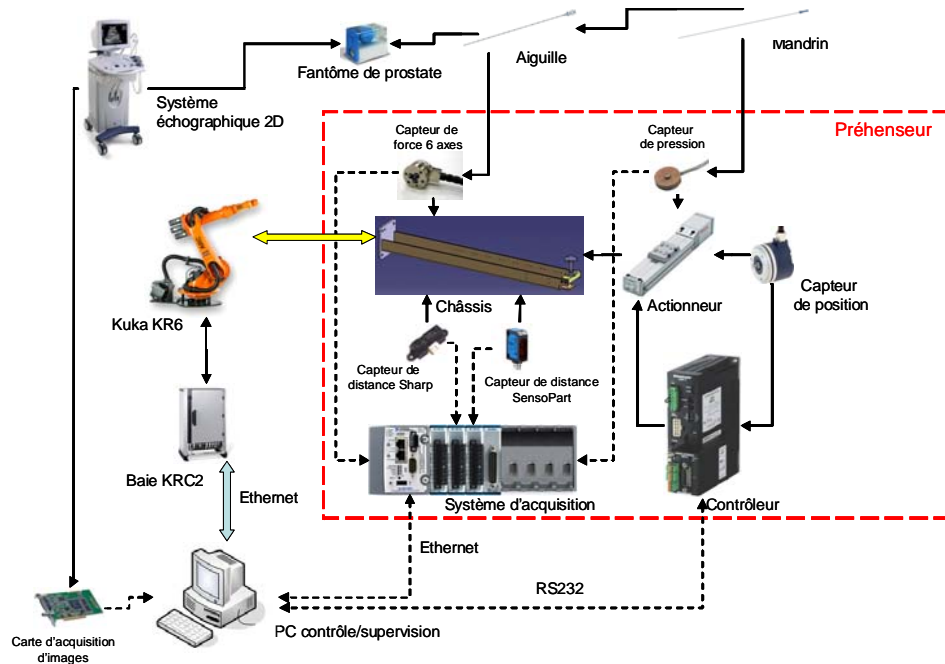 Mandrin
Aiguille
Fantôme de prostate
Système
échographique 2D
Préhenseur
Capteur de
force 6 axes
Capteur
de pression
Kuka KR6
Châssis
Actionneur
Capteur
de position
Capteur de
distance Sharp
Capteur de distance
SensoPart
Baie KRC2
Ethernet
Système d'acquisition
Contrôleur
Ethernet
RS232
PC contrôle/supervision
Carte d'acquisition
d'images